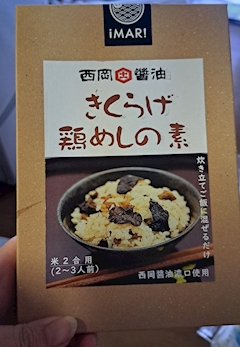 iMARI
西岡醤油
きくらげ
鶏めしの素
炊き立てご飯に混ぜるだけ
米2合用
(2～3人前)
西岡醤油濃口使用